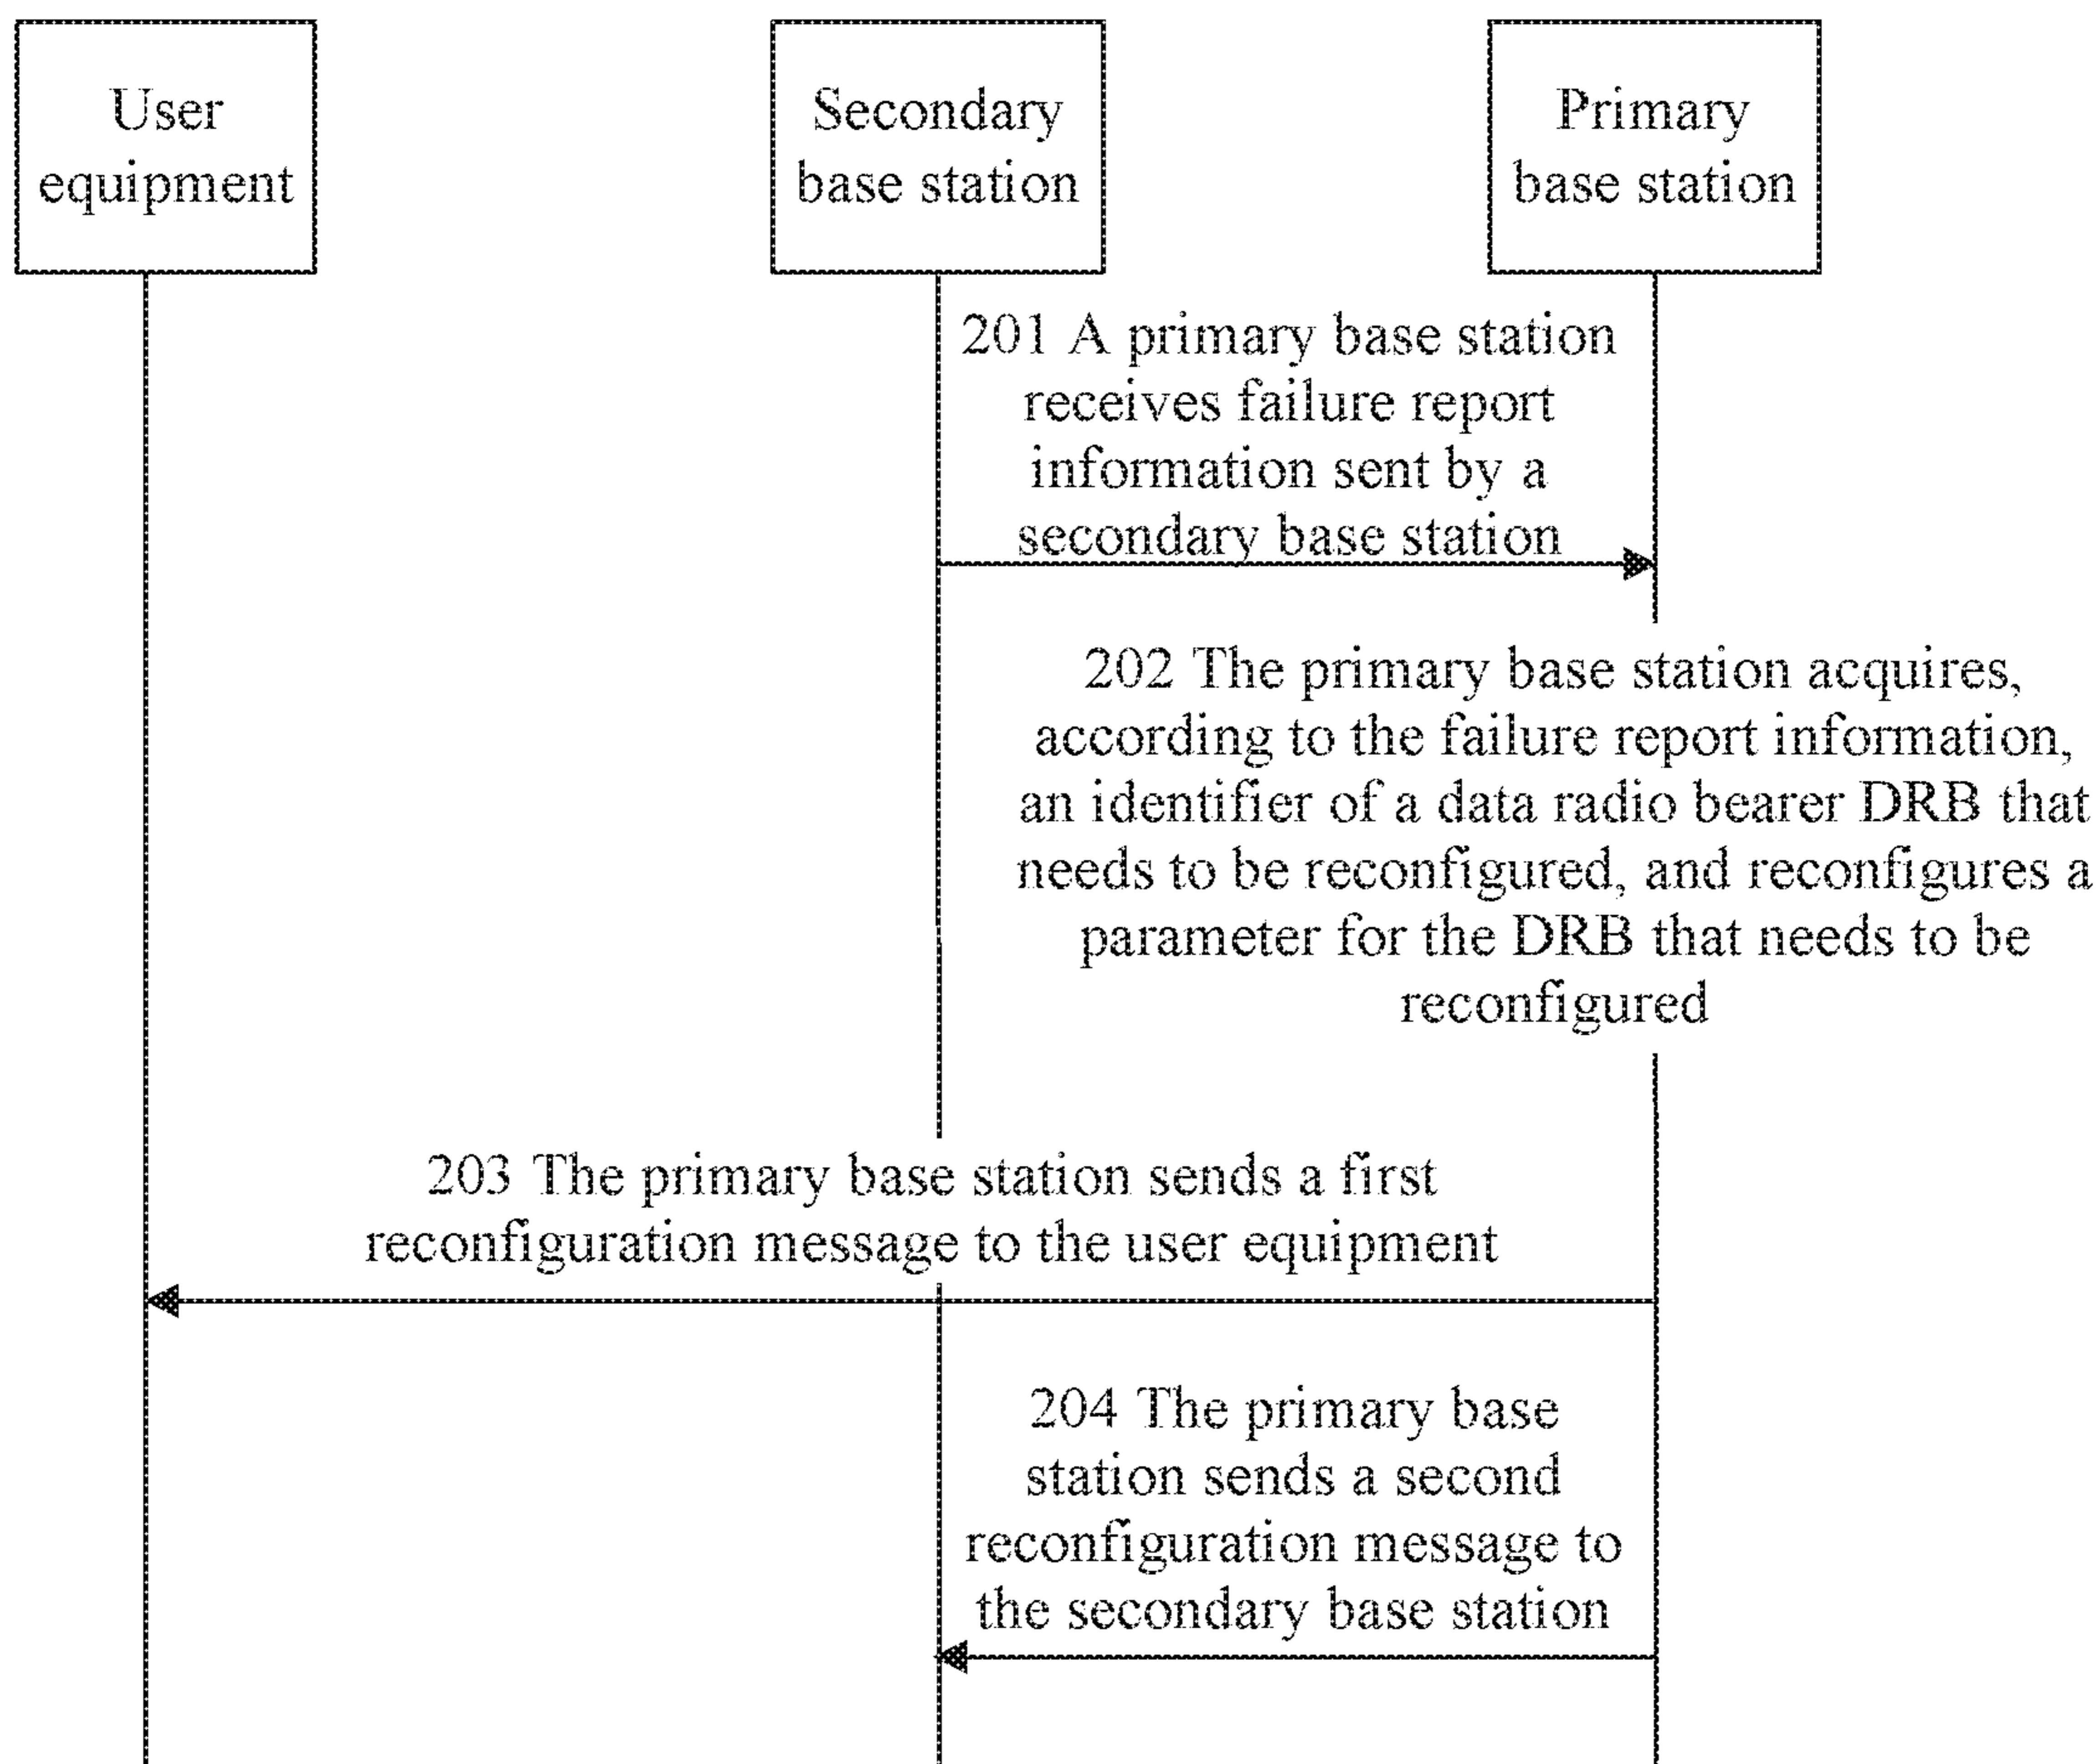 User
equipment
Secondary
base station
Primary
base station
201 A primary base station
receives failure report
information sent by a
secondary base station
202 The primary base station acquires,
according to the failure report information,
an identifier of a data radio bearer DRB that
needs to be reconfigured, and reconfigures a
parameter for the DRB that needs to be
reconfigured
203 The primary base station sends a first
reconfiguration message to the user equipment
204 The primary base
station sends a second
reconfiguration message to
the secondary base station